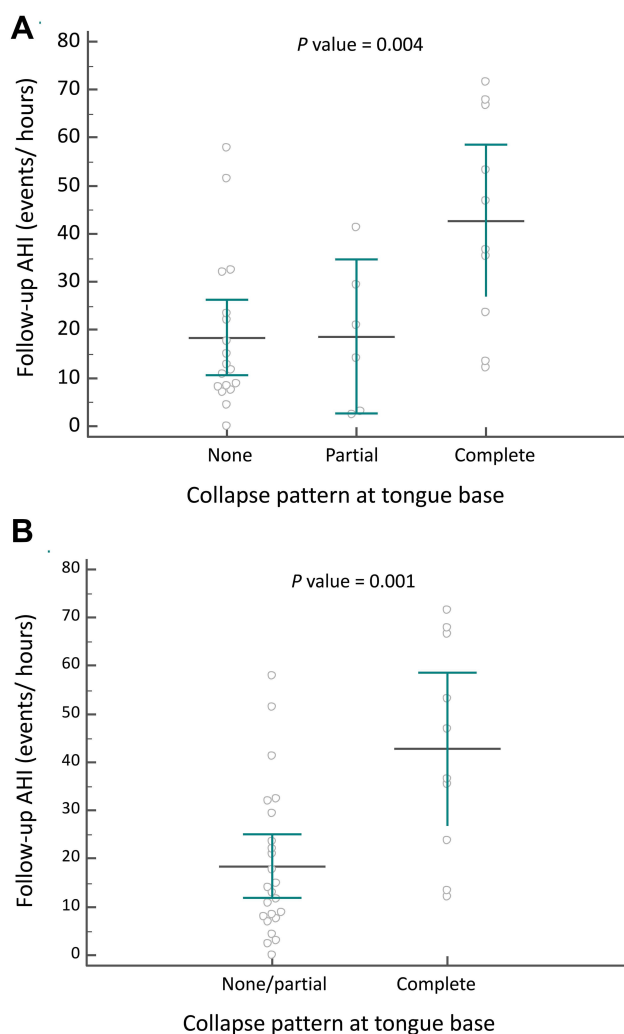 A
P value = 0.004
80
70
60
50
40
30
20
10
0
Follow-up AHI (events/ hours)
None Partial Complete
Collapse pattern at tongue base
B
P value = 0.001
80
70
60
50
40
30
20
10
0
Follow-up AHI (events/ hours)
None/partial Complete
Collapse pattern at tongue base